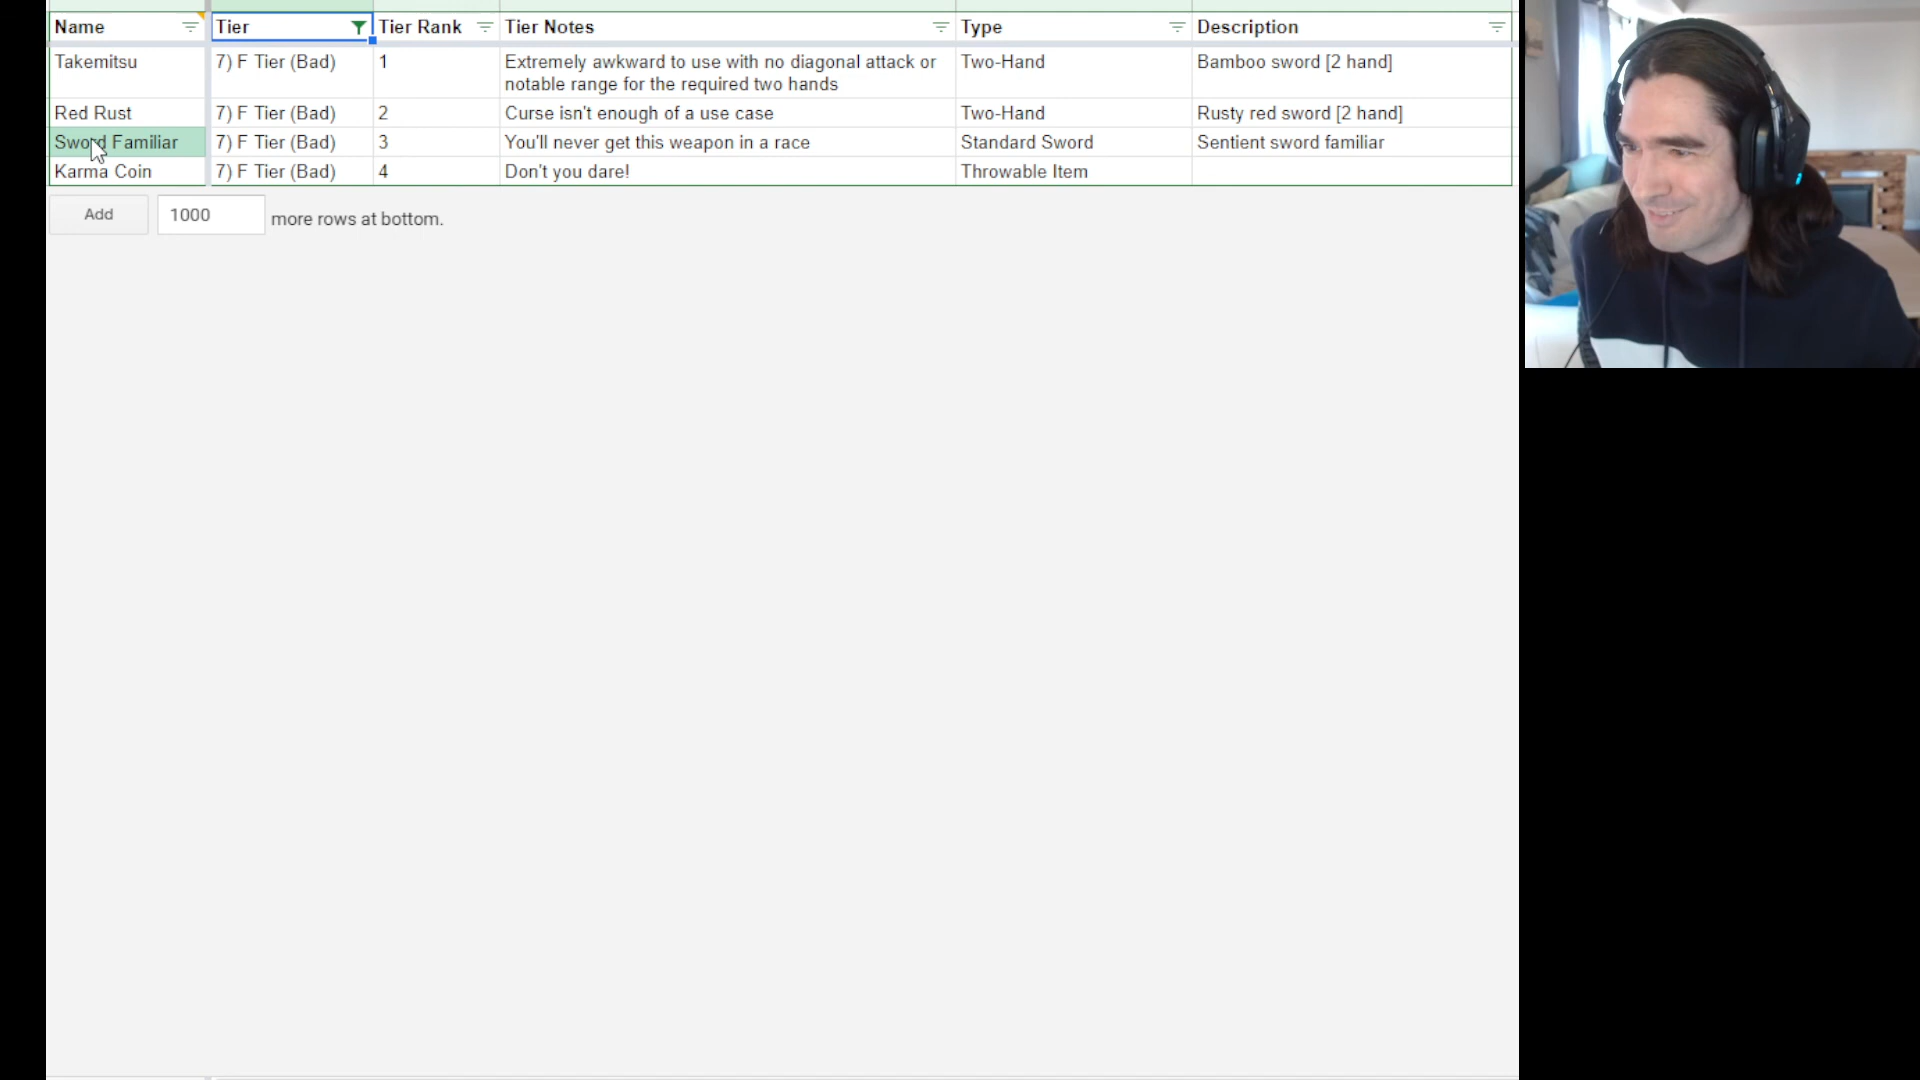 Name Tier Tier Rank Tier Notes Type Description
Takemitsu 7) F Tier (Bad) 1 Extremely awkward to use with no diagonal attack or Two-Hand Bamboo sword [2 hand]
notable range for the required two hands
Red Rust 7) F Tier (Bad) 2 Curse isn't enough of a use case Two-Hand Rusty red sword [2 hand]
Sword Familiar 7) F Tier (Bad) 3 You'll never get this weapon in a race Standard Sword Sentient sword familiar
Karma Coin 7) F Tier (Bad) 4 Don't you dare! Throwable Item
Add 1000 more rows at bottom.